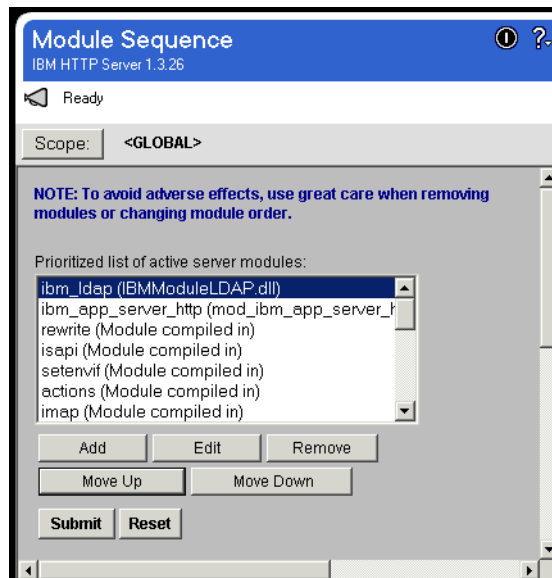 Module Sequence
IBM HTTP Server 1.3.26
?
Ready
Scope:
<GLOBAL>
NOTE: To avoid adverse effects, use great care when removing
modules or changing module order.
Prioritized list of active server modules:
ibm_ldap (IBMModuleLDAP.dll)
ibm_app_server_http (mod_ibm_app_server_h
rewrite (Module compiled in)
isapi (Module compiled in)
setenvif (Module compiled in)
actions (Module compiled in)
imap (Module compiled in)
Add Edit Remove
Move Up Move Down
Submit Reset